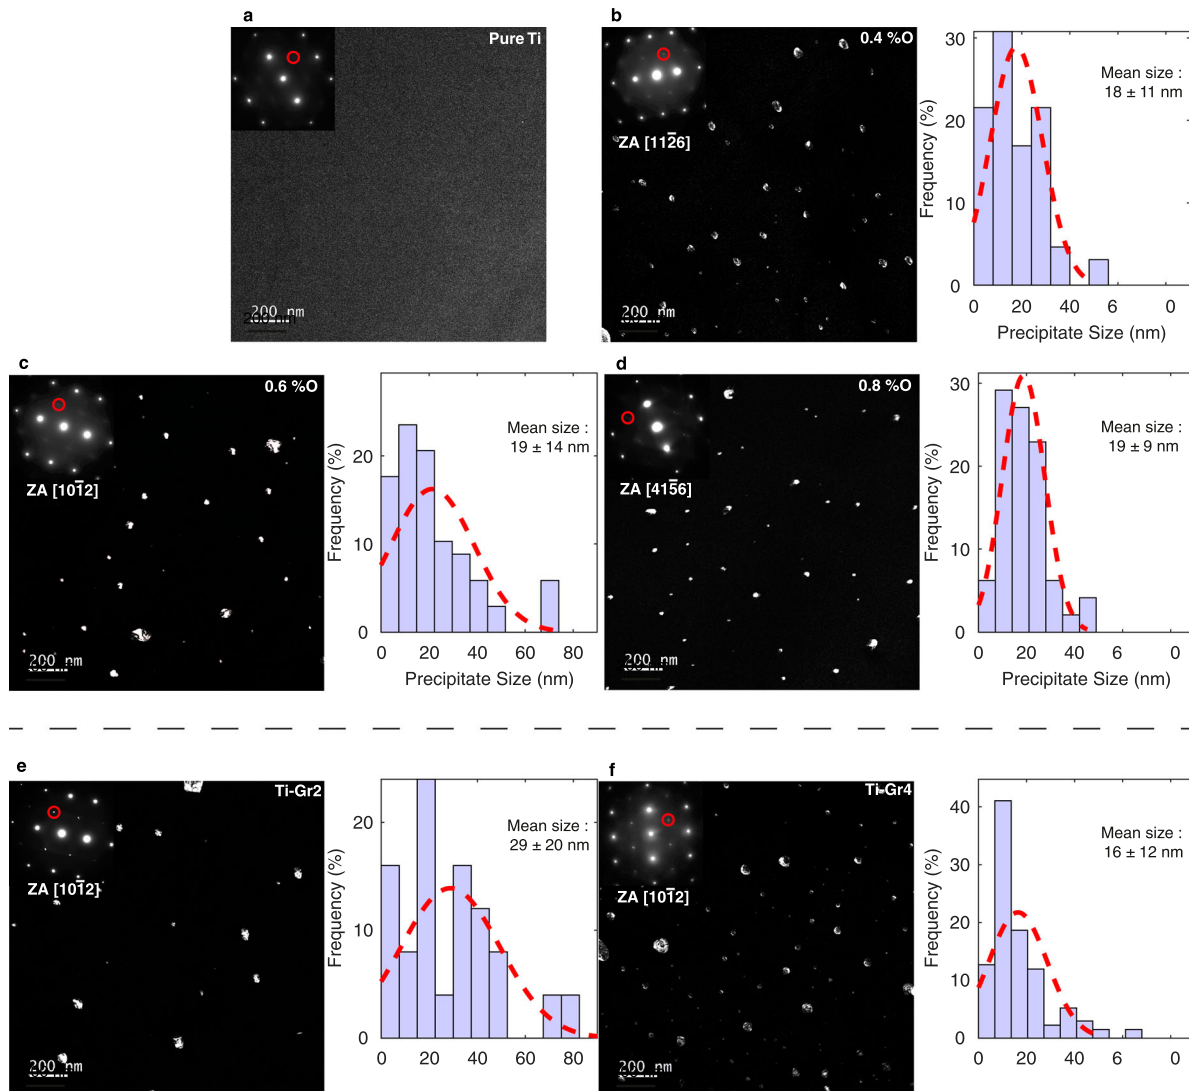 a
Pure Ti
200 nm
200 nm
b
0.4 %O
ZA [112̅6]
200 nm
Frequency (%)
30
20
10
0
Mean size :
18 ± 11 nm
0 20 40 6 0
Precipitate Size (nm)
c
0.6 %O
ZA [101̅2]
200 nm
Frequency (%)
20
10
0
Mean size :
19 ± 14 nm
0 20 40 60 80
Precipitate Size (nm)
d
0.8 %O
ZA [415̅6]
200 nm
Frequency (%)
30
20
10
0
Mean size :
19 ± 9 nm
0 20 40 6 0
Precipitate Size (nm)
e
Ti-Gr2
ZA [101̅2]
200 nm
Frequency (%)
20
10
0
Mean size :
29 ± 20 nm
0 20 40 60 80
f
Ti-Gr4
ZA [101̅2]
200 nm
Frequency (%)
40
30
20
10
0
Mean size :
16 ± 12 nm
0 20 40 6 0